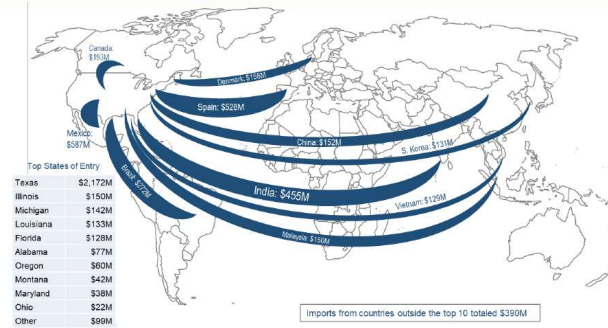 Canada:
$193M
Denmark: $158M
Spain: $528M
China: $152M
S. Korea: $131M
Mexico:
$587M
Brazil: $272M
India: $455M
Vietnam: $129M
Malaysia: $150M
Top States of Entry
Texas $2,172M
Illinois $150M
Michigan $142M
Louisiana $133M
Florida $128M
Alabama $77M
Oregon $60M
Montana $42M
Maryland $38M
Ohio $22M
Other $99M
Imports from countries outside the top 10 totaled $390M